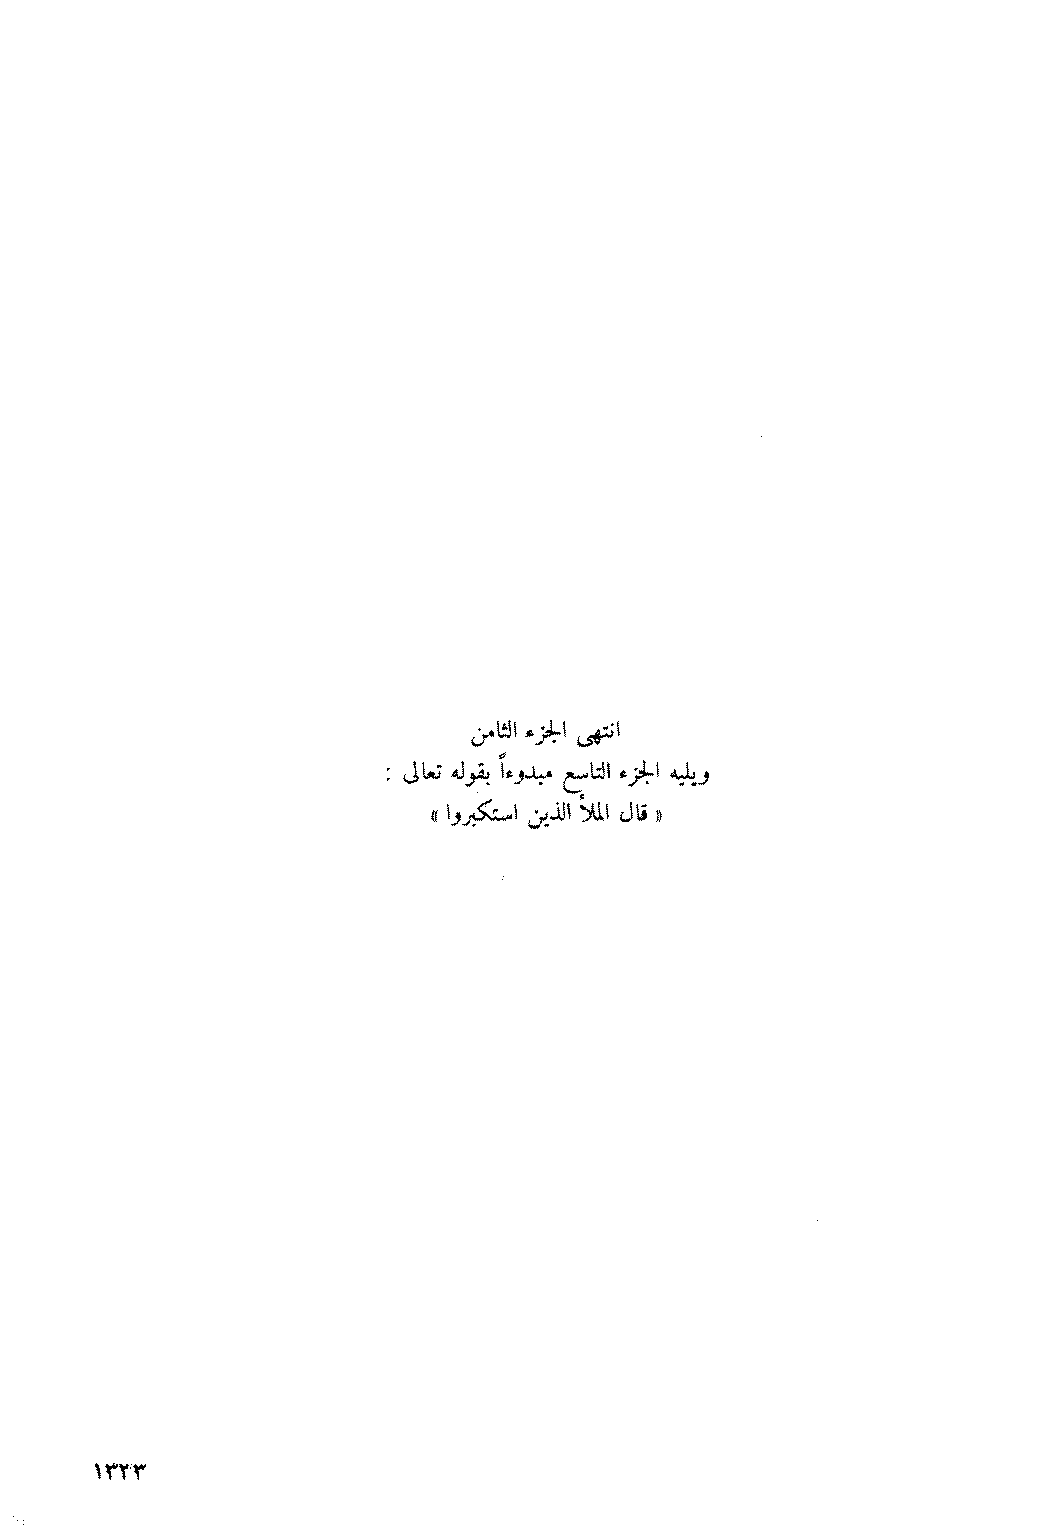 انتهى الجزء الثامن
ويليه الجزء التاسع مبدوءاً بقوله تعالى :
« قال الملأ الذين استكبروا »
١٣٢٣